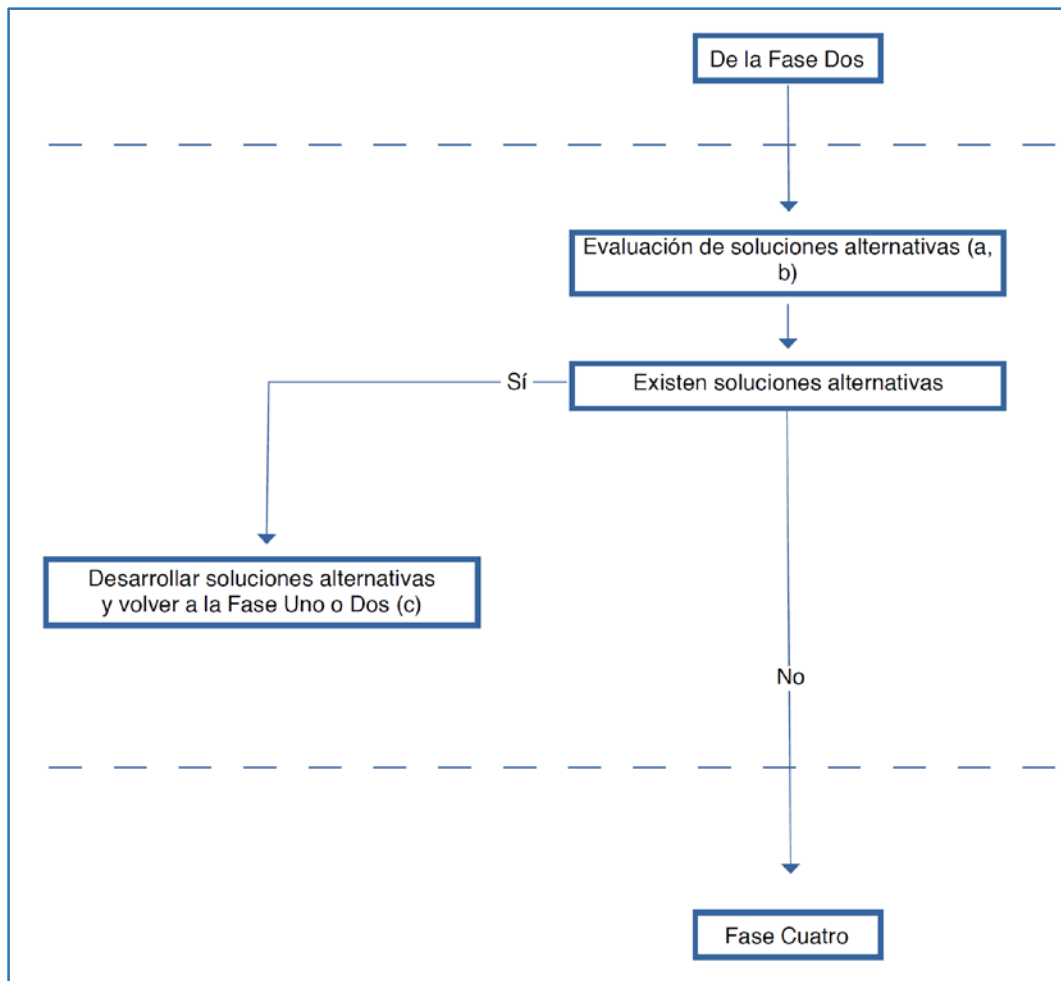 De la Fase Dos
Evaluación de soluciones alternativas (a,
b)
Existen soluciones alternativas
Sí
Desarrollar soluciones alternativas
y volver a la Fase Uno o Dos (c)
No
Fase Cuatro